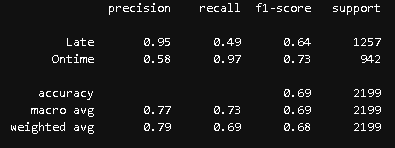 precision recall f1-score support
Late 0.95 0.49 0.64 1257
Ontime 0.58 0.97 0.73 942
accuracy 0.69 2199
macro avg 0.77 0.73 0.69 2199
weighted avg 0.79 0.69 0.68 2199